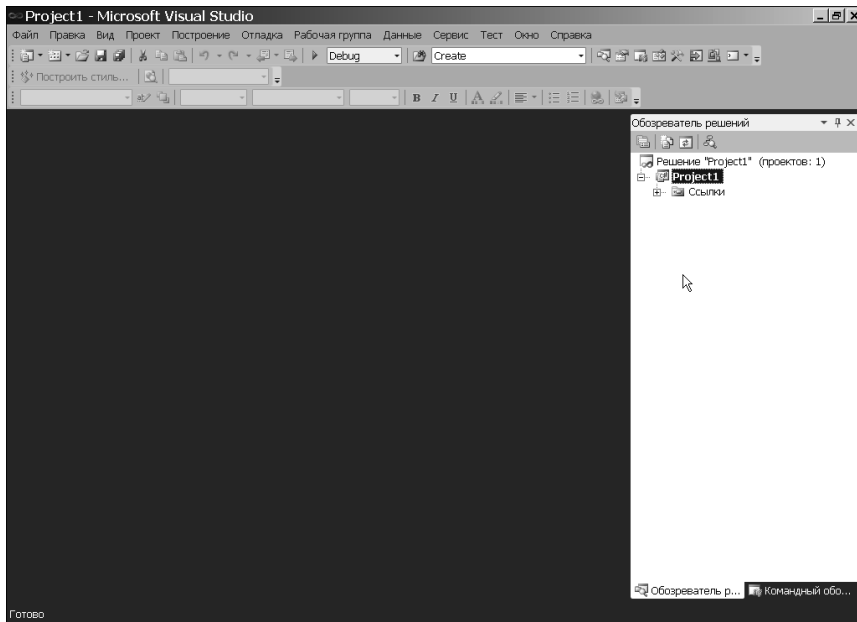 Project1 - Microsoft Visual Studio
Файл Правка Вид Проект Построение Отладка Рабочая группа Данные Сервис Тест Окно Справка
Debug Create
Построить стиль...
B I U A
Обозреватель решений
Решение "Project1" (проектов: 1)
Project1
Ссылки
Обозреватель р... Командный обо...
Готово